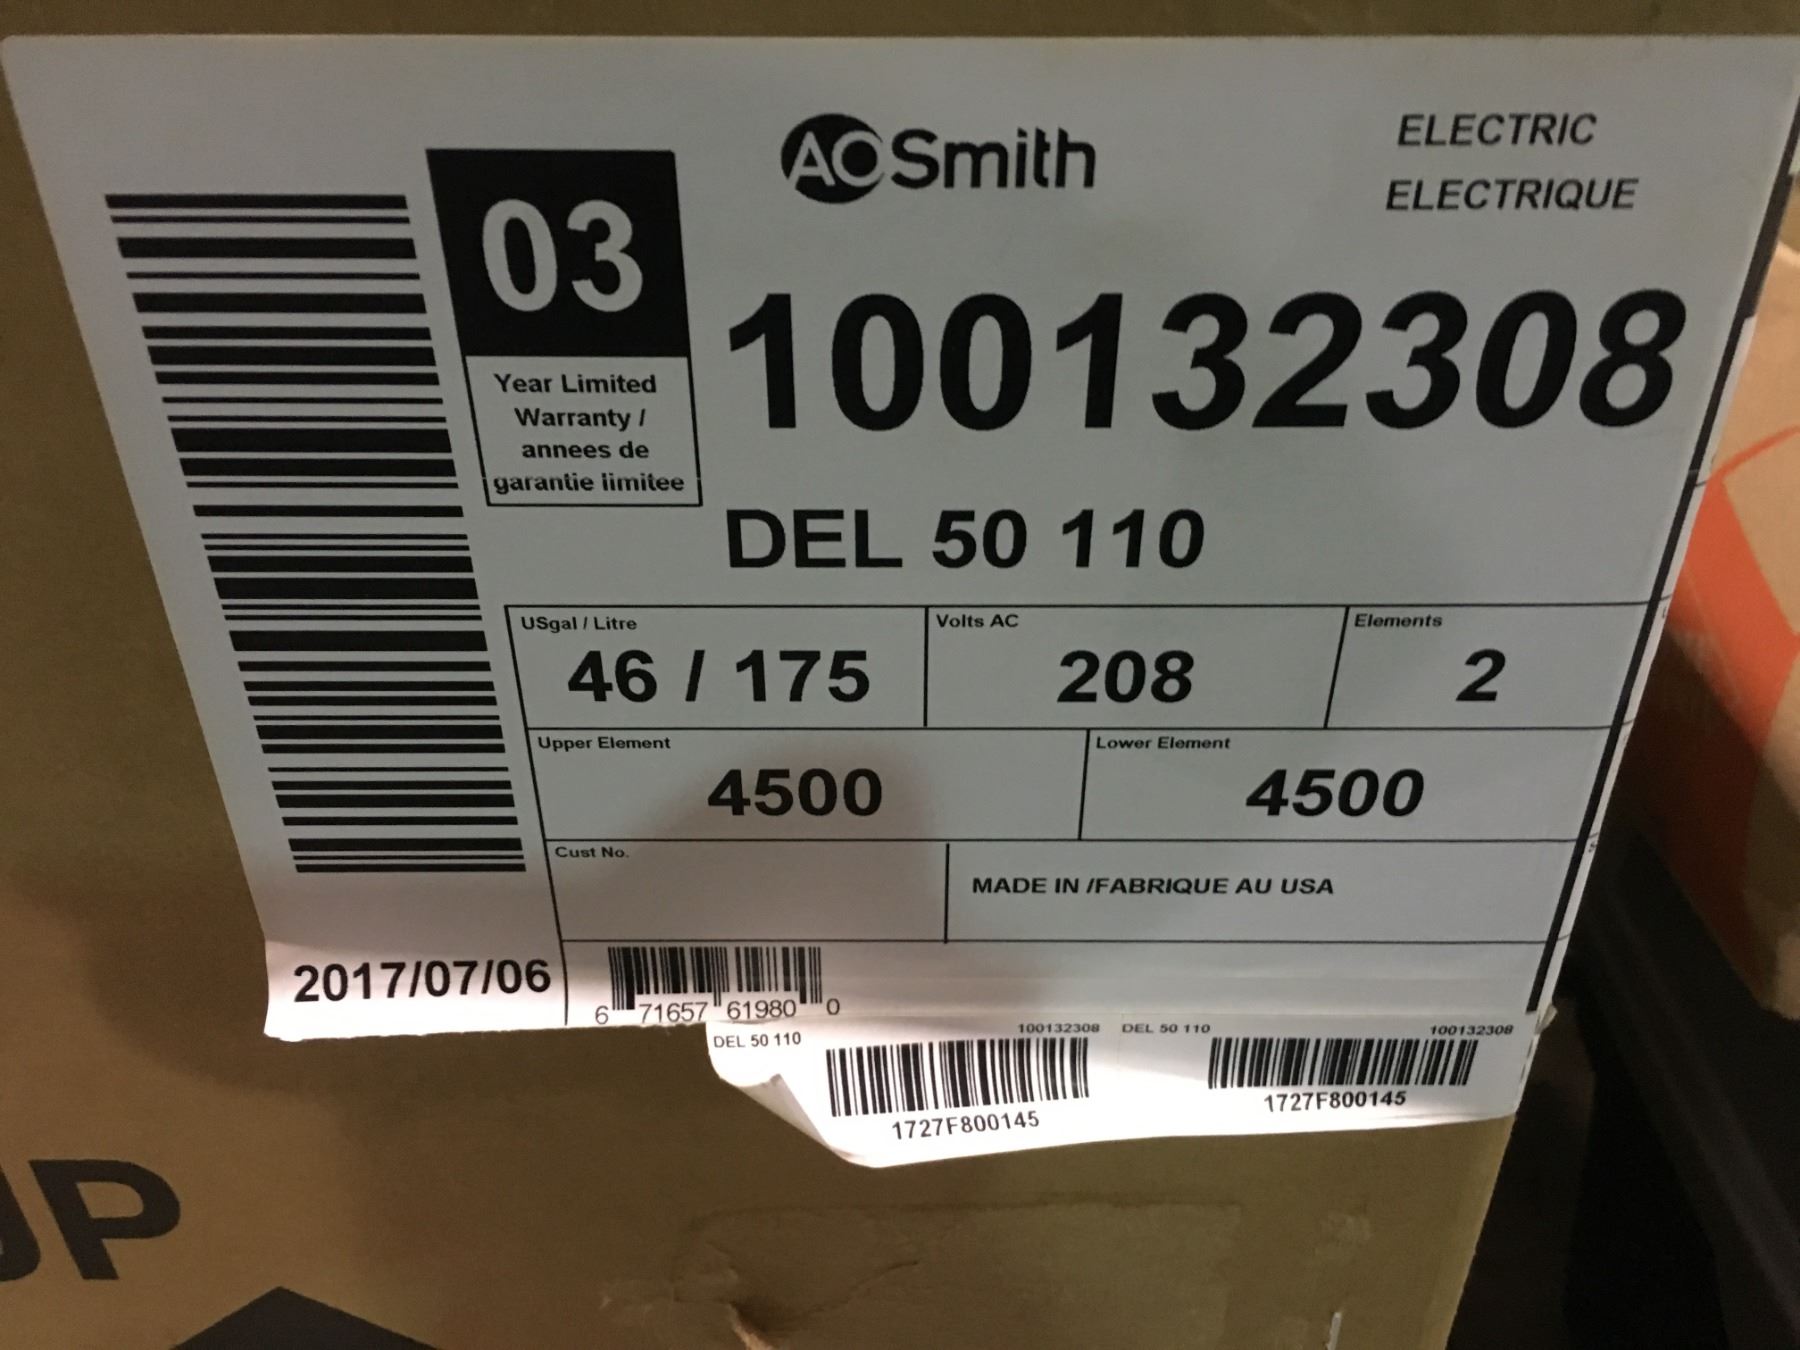 AOSmith
ELECTRIC
ELECTRIQUE
03
Year Limited
Warranty /
annees de
garantie limitee
100132308
DEL 50 110
USgal / Litre
46 / 175
Volts AC
208
Elements
2
Upper Element
4500
Lower Element
4500
Cust No.
MADE IN /FABRIQUE AU USA
2017/07/06
6 71657 61980 0
DEL 50 110
100132308
1727F800145
DEL 50 110
100132308
1727F800145
UP